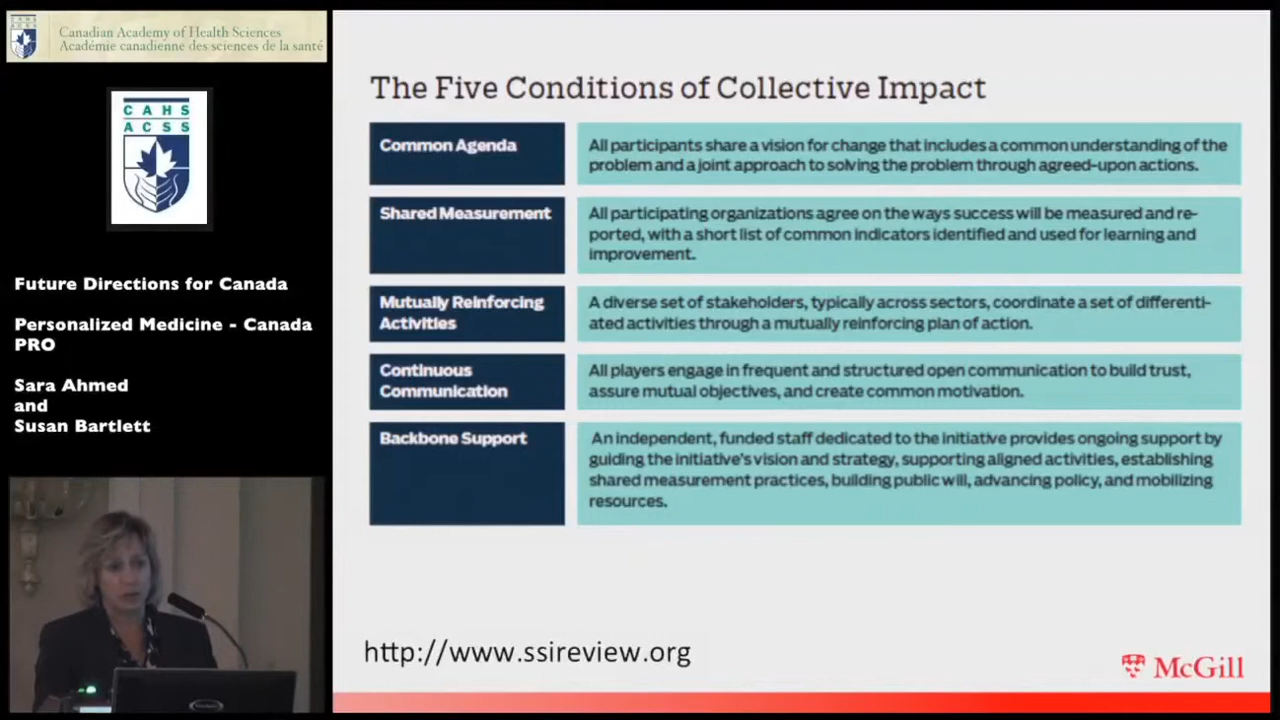 CAHS
ACSS
Canadian Academy of Health Sciences
Académie canadienne des sciences de la santé
CAHS
ACSS
Future Directions for Canada
Personalized Medicine - Canada
PRO
Sara Ahmed
and
Susan Bartlett
The Five Conditions of Collective Impact
Common Agenda
All participants share a vision for change that includes a common understanding of the
problem and a joint approach to solving the problem through agreed-upon actions.
Shared Measurement
All participating organizations agree on the ways success will be measured and re-
ported, with a short list of common indicators identified and used for learning and
improvement.
Mutually Reinforcing
Activities
A diverse set of stakeholders, typically across sectors, coordinate a set of differenti-
ated activities through a mutually reinforcing plan of action.
Continuous
Communication
All players engage in frequent and structured open communication to build trust,
assure mutual objectives, and create common motivation.
Backbone Support
An independent, funded staff dedicated to the initiative provides ongoing support by
guiding the initiative's vision and strategy, supporting aligned activities, establishing
shared measurement practices, building public will, advancing policy, and mobilizing
resources.
http://www.ssireview.org
McGill